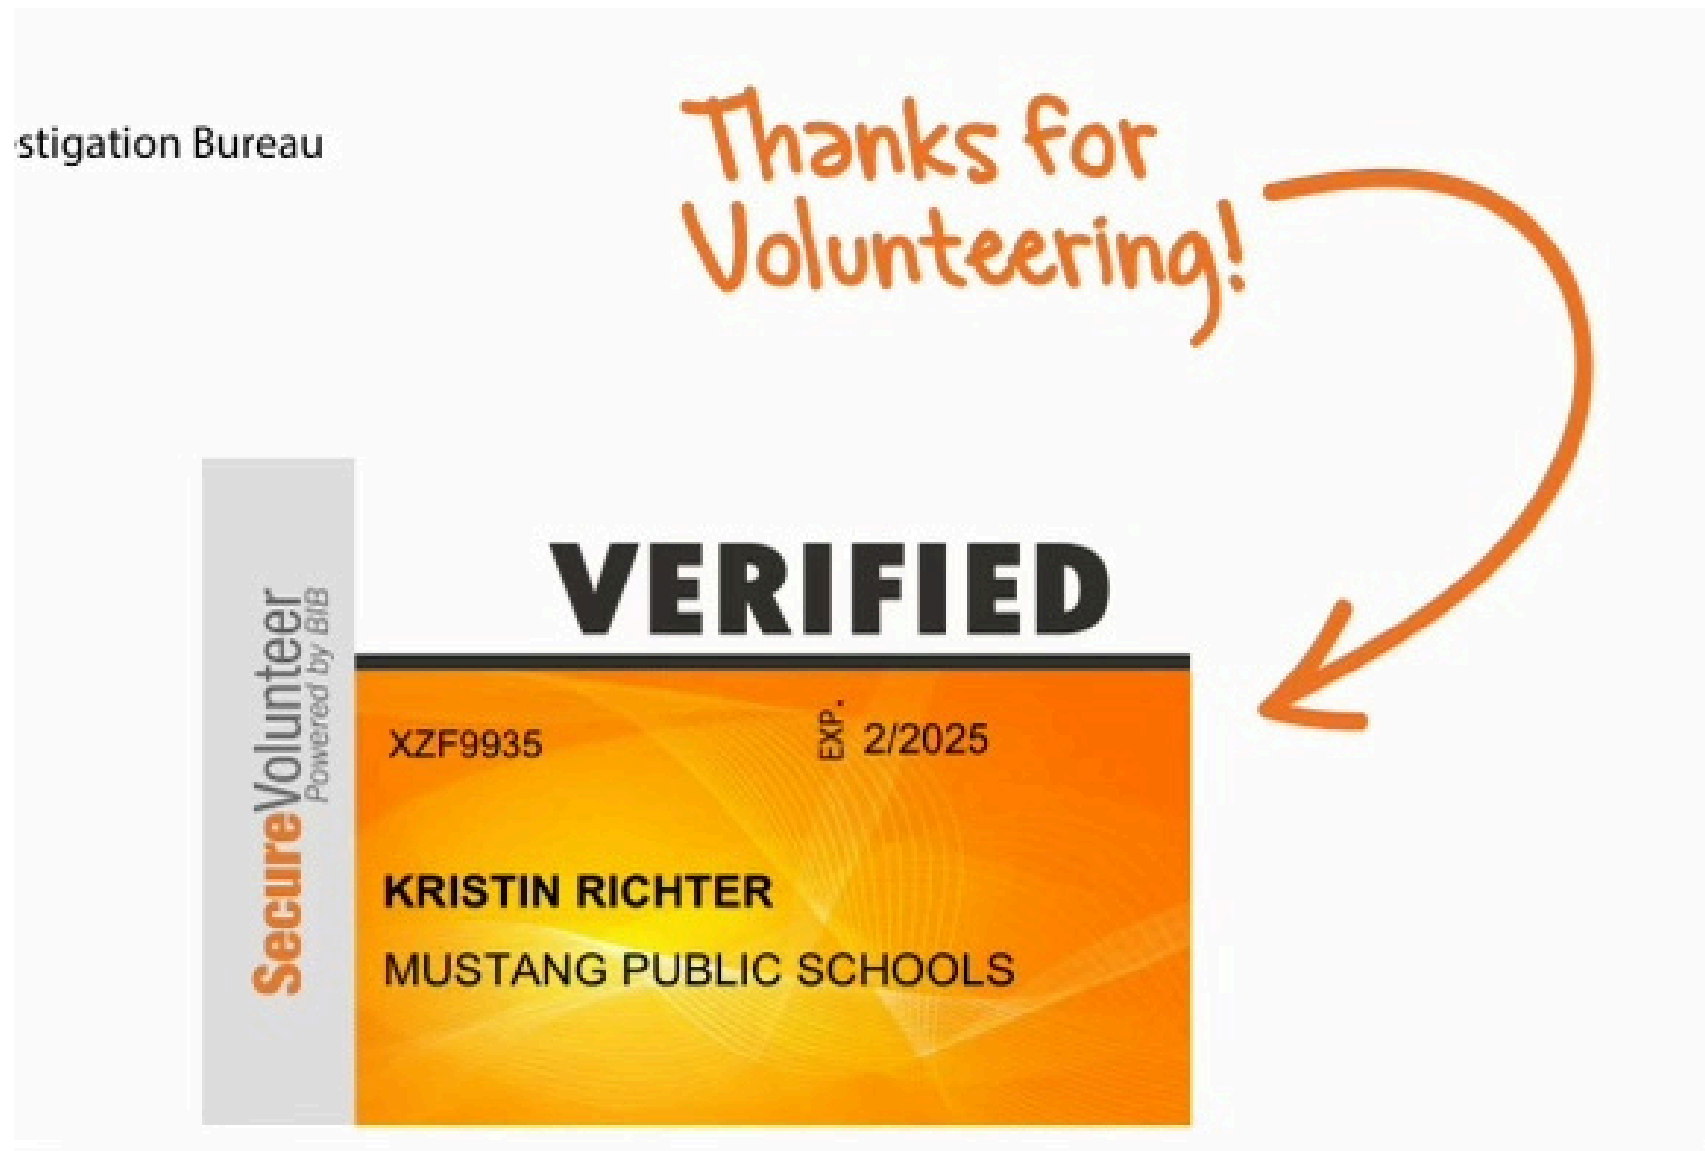 stigation Bureau
Thanks for
Volunteering!
VERIFIED
SecureVolunteer
Powered by BIB
XZF9935
EXP. 2/2025
KRISTIN RICHTER
MUSTANG PUBLIC SCHOOLS